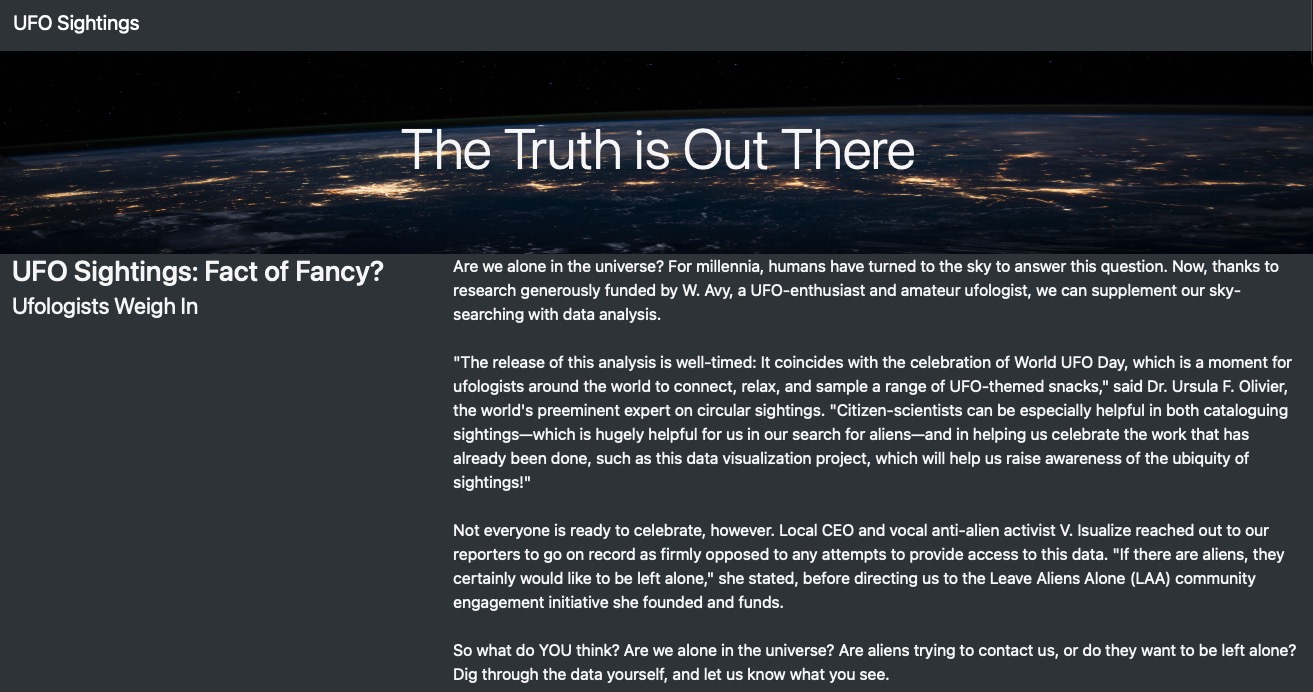 UFO Sightings
The Truth is Out There
UFO Sightings: Fact of Fancy?
Ufologists Weigh In
Are we alone in the universe? For millennia, humans have turned to the sky to answer this question. Now, thanks to
research generously funded by W. Avy, a UFO-enthusiast and amateur ufologist, we can supplement our sky-
searching with data analysis.
"The release of this analysis is well-timed: It coincides with the celebration of World UFO Day, which is a moment for
ufologists around the world to connect, relax, and sample a range of UFO-themed snacks," said Dr. Ursula F. Olivier,
the world's preeminent expert on circular sightings. "Citizen-scientists can be especially helpful in both cataloguing
sightings—which is hugely helpful for us in our search for aliens—and in helping us celebrate the work that has
already been done, such as this data visualization project, which will help us raise awareness of the ubiquity of
sightings!"
Not everyone is ready to celebrate, however. Local CEO and vocal anti-alien activist V. Isualize reached out to our
reporters to go on record as firmly opposed to any attempts to provide access to this data. "If there are aliens, they
certainly would like to be left alone," she stated, before directing us to the Leave Aliens Alone (LAA) community
engagement initiative she founded and funds.
So what do YOU think? Are we alone in the universe? Are aliens trying to contact us, or do they want to be left alone?
Dig through the data yourself, and let us know what you see.